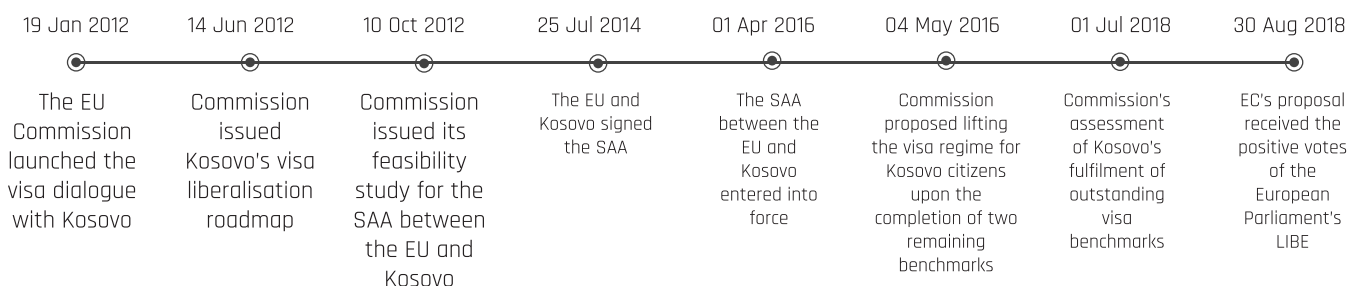 19 Jan 2012
The EU
Commission
launched the
visa dialogue
with Kosovo
14 Jun 2012
Commission
issued
Kosovo's visa
liberalisation
roadmap
10 Oct 2012
Commission
issued its
feasibility
study for the
SAA between
the EU and
Kosovo
25 Jul 2014
The EU and
Kosovo signed
the SAA
01 Apr 2016
The SAA
between the
EU and
Kosovo
entered into
force
04 May 2016
Commission
proposed lifting
the visa regime for
Kosovo citizens
upon the
completion of two
remaining
benchmarks
01 Jul 2018
Commission's
assessment
of Kosovo's
fulfilment of
outstanding
visa
benchmarks
30 Aug 2018
EC's proposal
received the
positive votes
of the
European
Parliament's
LIBE